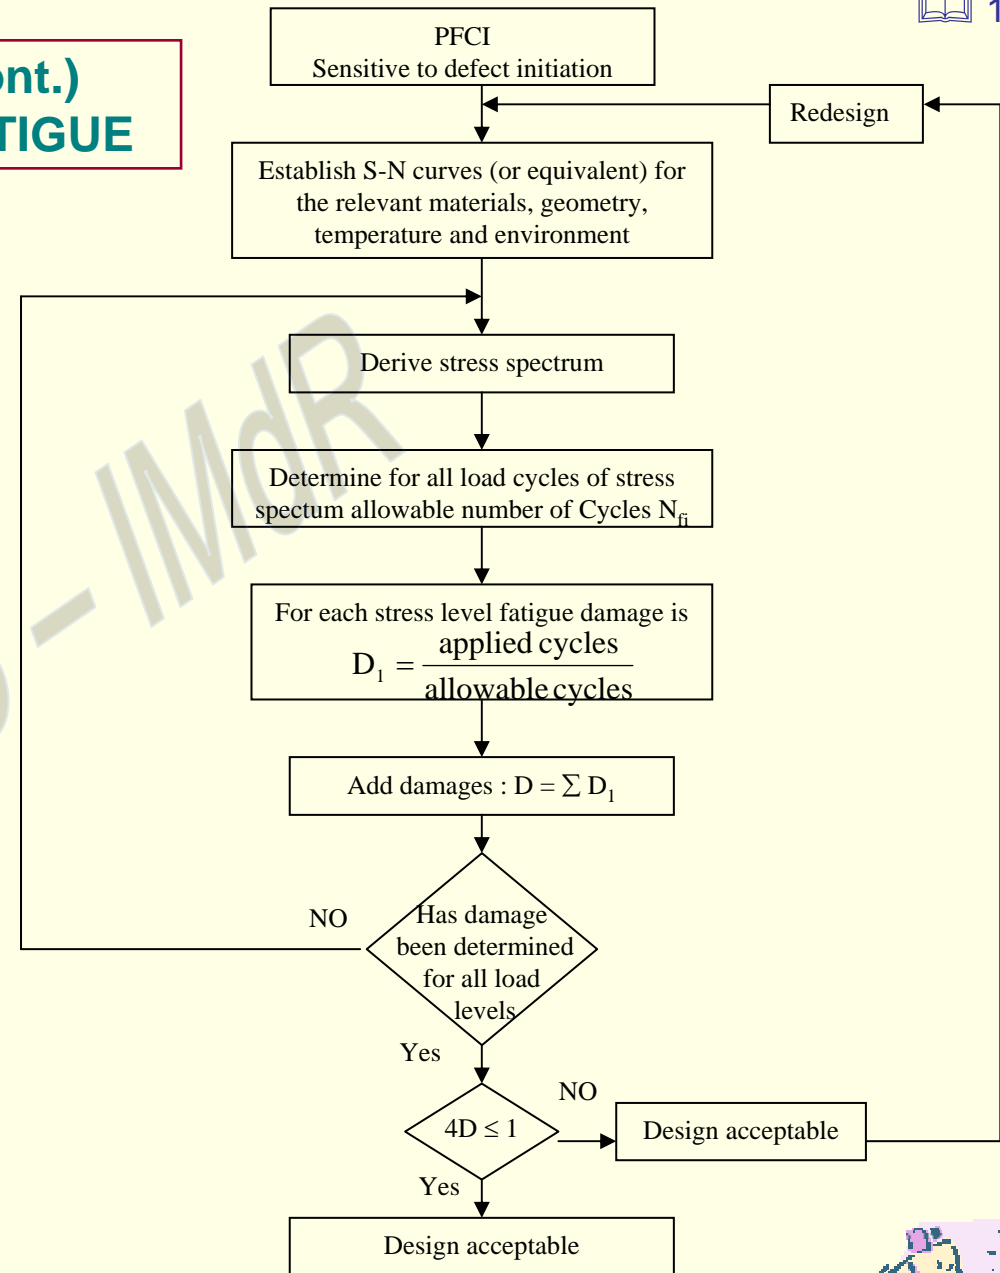 1
ont.)
TIGUE
PFCI
Sensitive to defect initiation
Redesign
Establish S-N curves (or equivalent) for
the relevant materials, geometry,
temperature and environment
Derive stress spectrum
Determine for all load cycles of stress
spectum allowable number of Cycles Nfi
For each stress level fatigue damage is
D1 = applied cycles
allowable cycles
Add damages : D = ∑ D1
NO
Has damage
been determined
for all load
levels
Yes
NO
4D ≤ 1
Design acceptable
Yes
Design acceptable
– IMdR